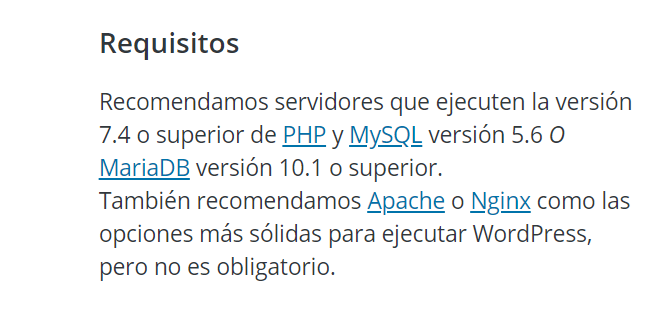 Requisitos
Recomendamos servidores que ejecuten la versión
7.4 o superior de PHP y MySQL versión 5.6 O
MariaDB versión 10.1 o superior.
También recomendamos Apache o Nginx como las
opciones más sólidas para ejecutar WordPress,
pero no es obligatorio.